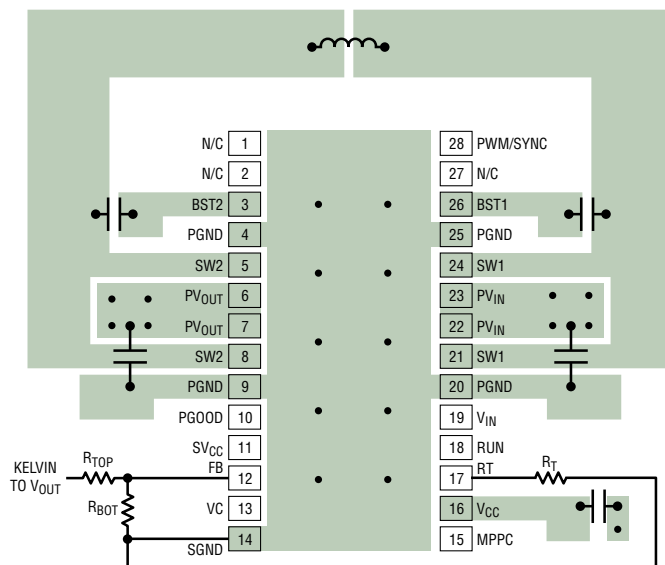 N/C 1
N/C 2
BST2 3
PGND 4
SW2 5
PVOUT 6
PVOUT 7
SW2 8
PGND 9
PGOOD 10
SVCC 11
FB 12
VC 13
SGND 14
28 PWM/SYNC
27 N/C
26 BST1
25 PGND
24 SW1
23 PVIN
22 PVIN
21 SW1
20 PGND
19 VIN
18 RUN
17 RT
16 VCC
15 MPPC
KELVIN
TO VOUT
RTOP
RBOT
RT